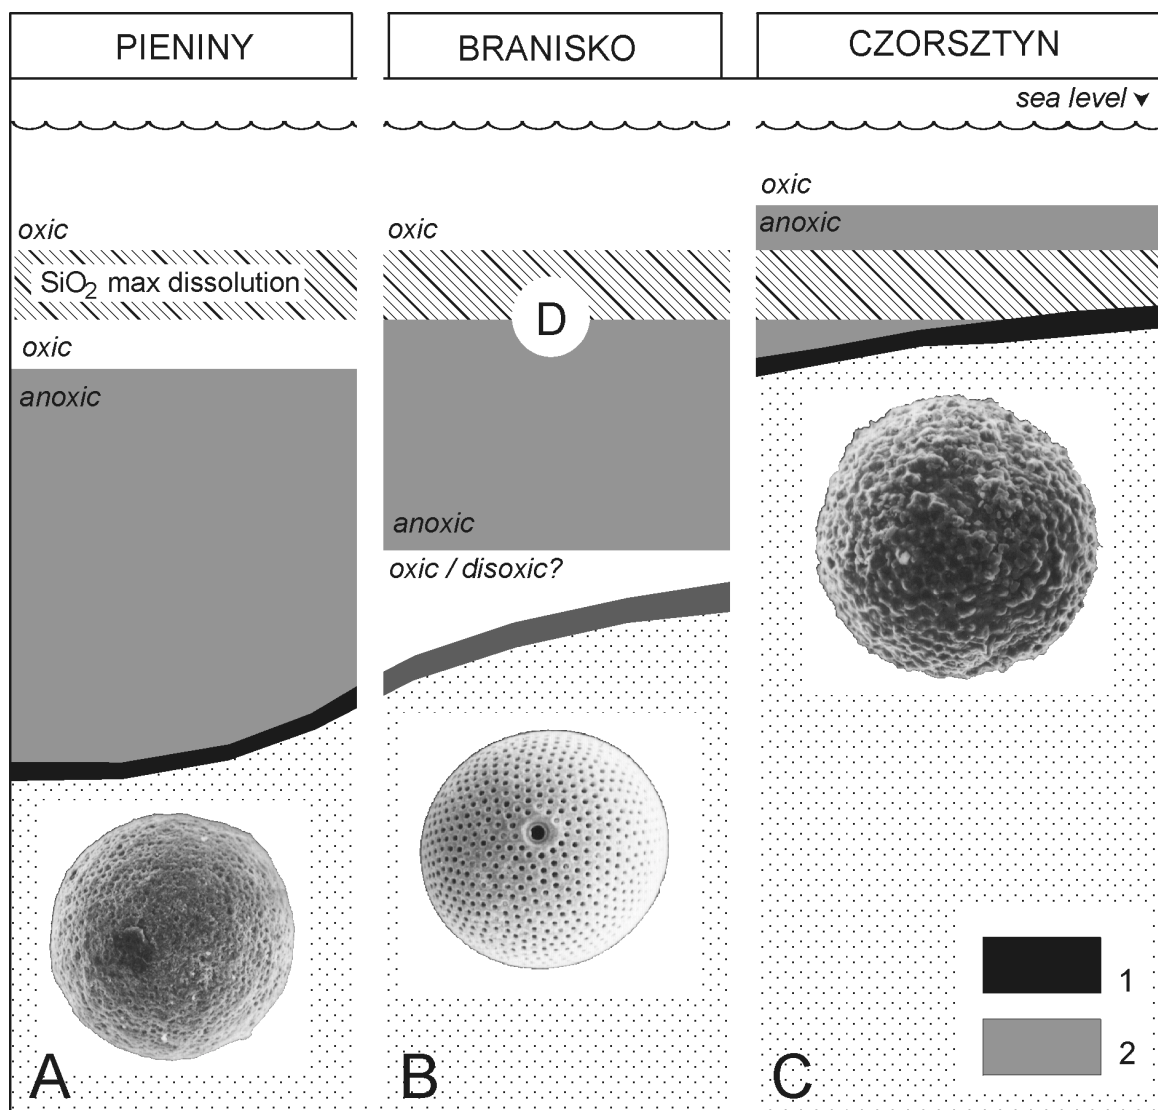 PIENINY
BRANISKO
CZORSZTYN
sea level
oxic
SiO2 max dissolution
oxic
anoxic
A
oxic
D
anoxic
oxic / disoxic?
B
oxic
anoxic
C
1
2